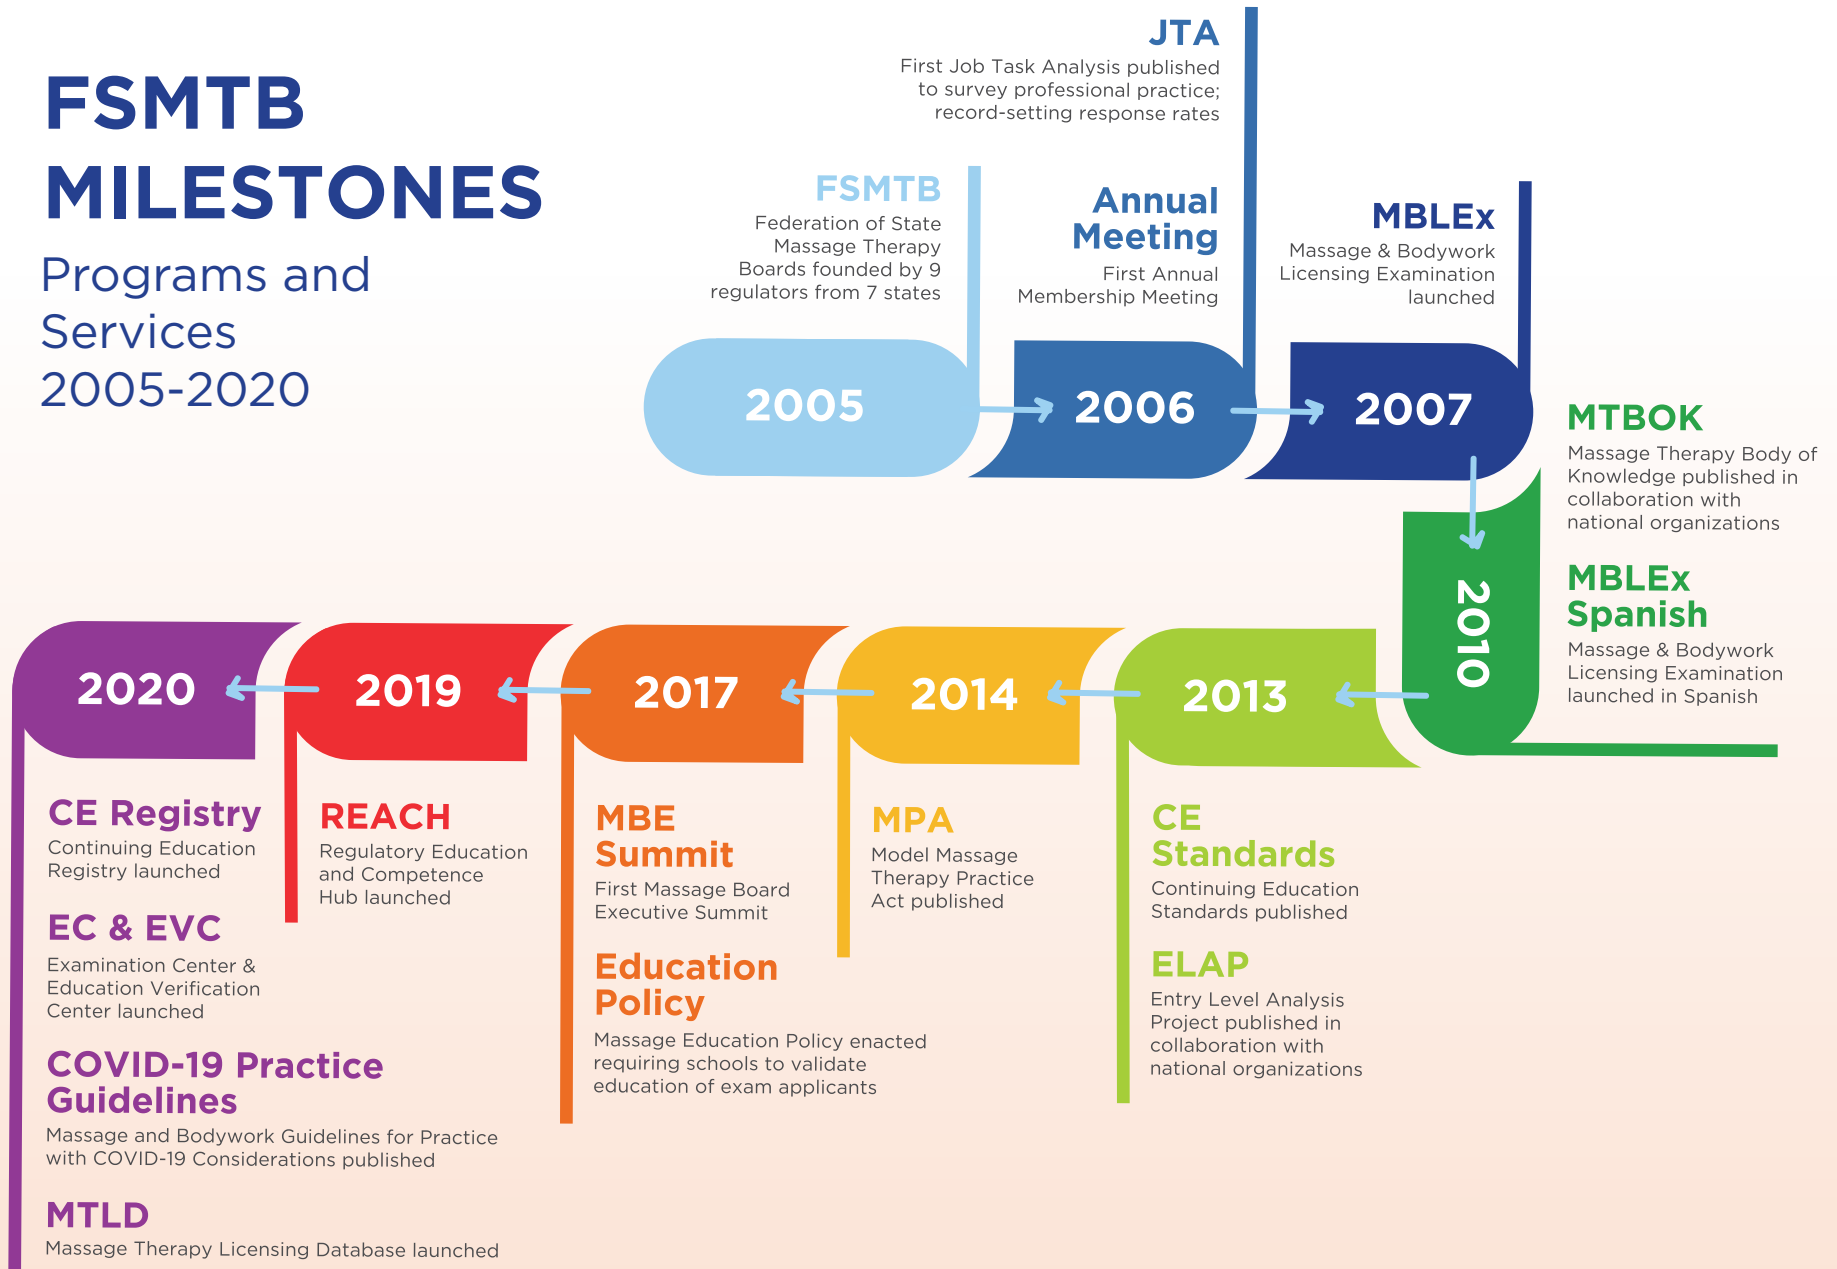 FSMTB
MILESTONES
Programs and
Services
2005-2020
FSMTB
Federation of State
Massage Therapy
Boards founded by 9
regulators from 7 states
2005
JTA
First Job Task Analysis published
to survey professional practice;
record-setting response rates
Annual
Meeting
First Annual
Membership Meeting
2006
MBLEx
Massage & Bodywork
Licensing Examination
launched
2007
2010
MTBOK
Massage Therapy Body of
Knowledge published in
collaboration with
national organizations
MBLEx
Spanish
Massage & Bodywork
Licensing Examination
launched in Spanish
2013
CE
Standards
Continuing Education
Standards published
ELAP
Entry Level Analysis
Project published in
collaboration with
national organizations
2014
MPA
Model Massage
Therapy Practice
Act published
2017
MBE
Summit
First Massage Board
Executive Summit
Education
Policy
Massage Education Policy enacted
requiring schools to validate
education of exam applicants
2019
REACH
Regulatory Education
and Competence
Hub launched
2020
CE Registry
Continuing Education
Registry launched
EC & EVC
Examination Center &
Education Verification
Center launched
COVID-19 Practice
Guidelines
Massage and Bodywork Guidelines for Practice
with COVID-19 Considerations published
MTLD
Massage Therapy Licensing Database launched